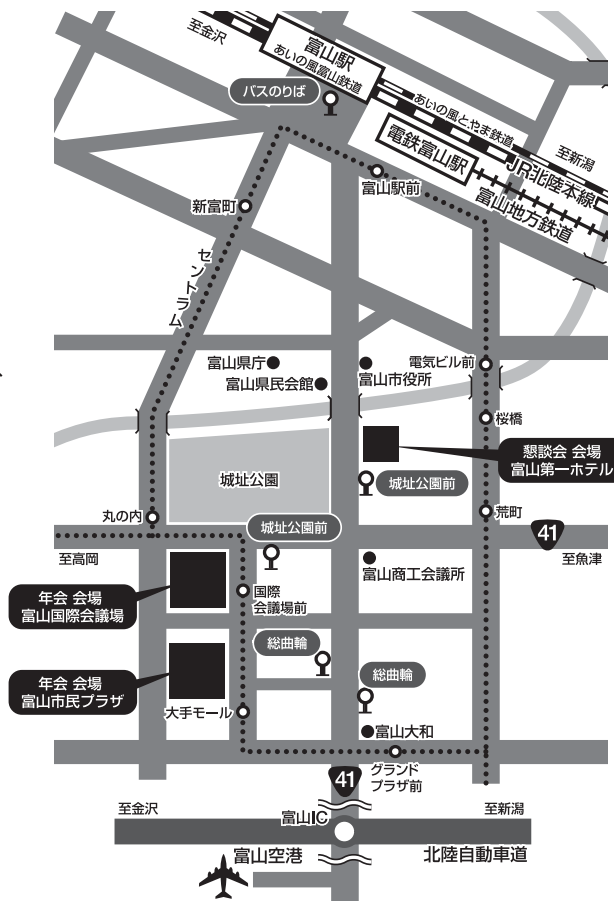 至金沢
富山駅
あいの風富山鉄道
バスのりば
あいの風とやま鉄道
電鉄富山駅
至新潟
JR北陸本線
富山地方鉄道
富山駅前
新富町
セントラム
富山県庁
富山県民会館
富山市役所
電気ビル前
桜橋
懇談会 会場
富山第一ホテル
城址公園
城址公園前
丸の内
城址公園前
荒町
41
至高岡
至魚津
富山商工会議所
年会 会場
富山国際会議場
国際
会議場前
総曲輪
総曲輪
年会 会場
富山市民プラザ
大手モール
富山大和
グランド
プラザ前
41
至金沢
至新潟
富山IC
富山空港
北陸自動車道